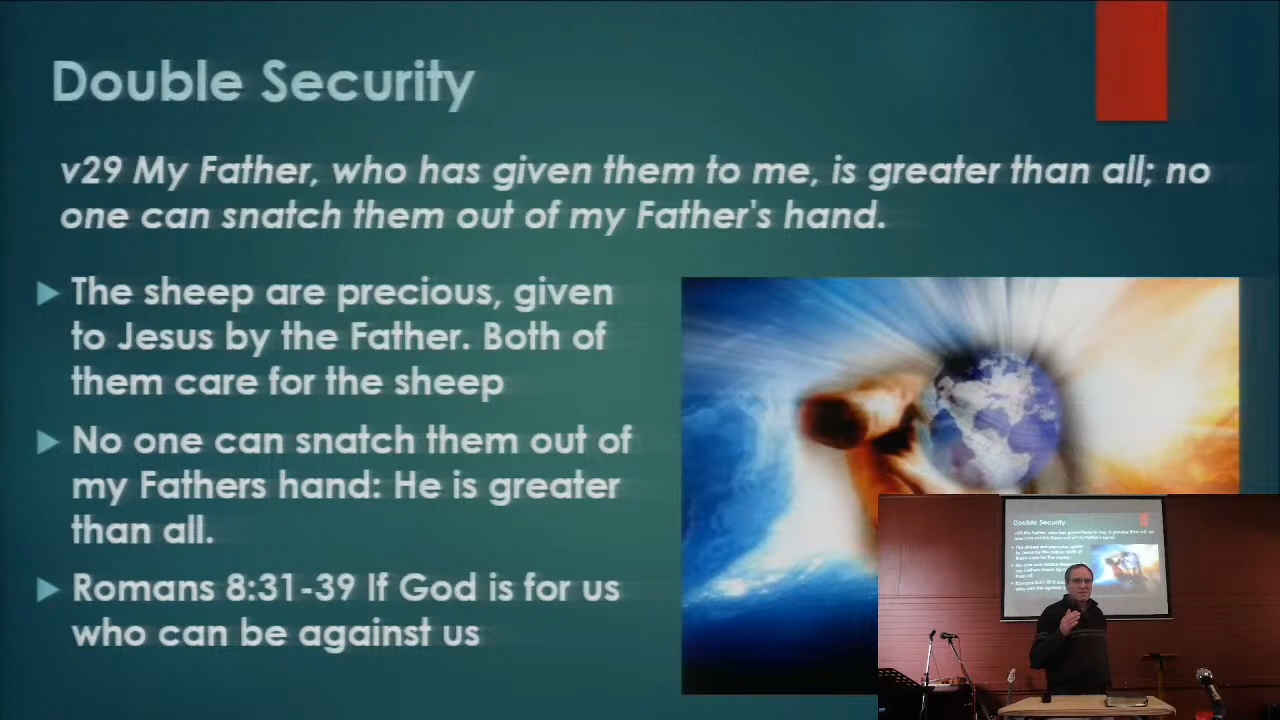 Double Security
v29 My Father, who has given them to me, is greater than all; no
one can snatch them out of my Father's hand.
The sheep are precious, given
to Jesus by the Father. Both of
them care for the sheep
No one can snatch them out of
my Fathers hand: He is greater
than all.
Romans 8:31-39 If God is for us
who can be against us
Double Security